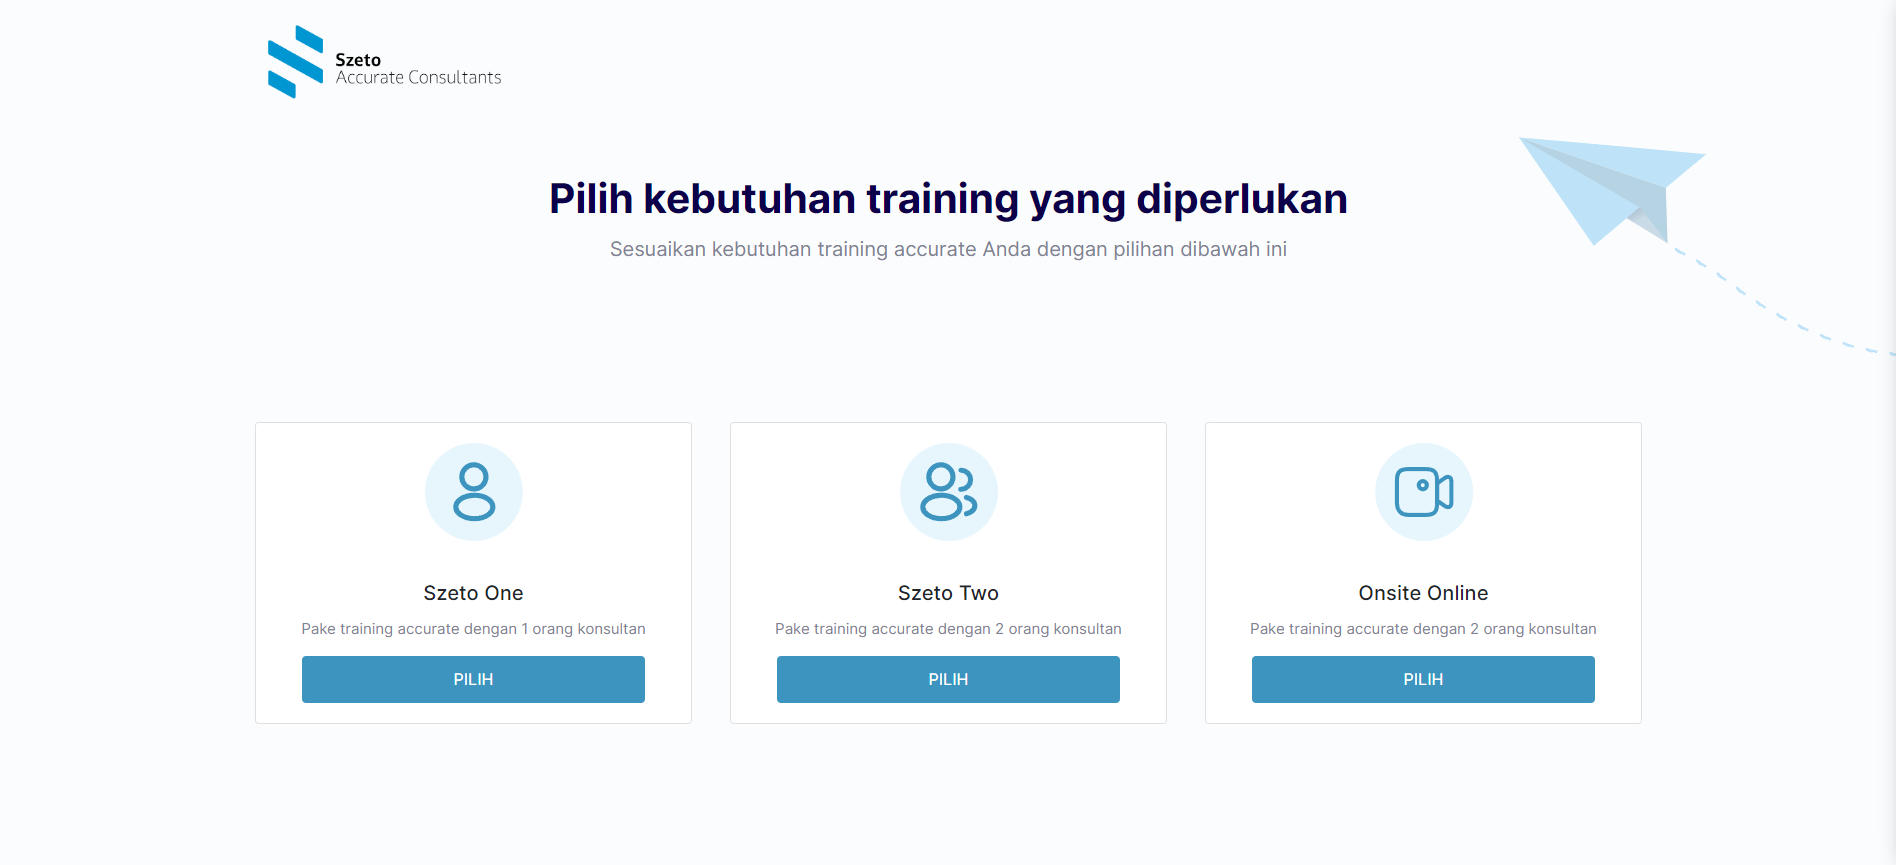 Szeto
Accurate Consultants
Pilih kebutuhan training yang diperlukan
Sesuaikan kebutuhan training accurate Anda dengan pilihan dibawah ini
Szeto One
Pake training accurate dengan 1 orang konsultan
PILIH
Szeto Two
Pake training accurate dengan 2 orang konsultan
PILIH
Onsite Online
Pake training accurate dengan 2 orang konsultan
PILIH